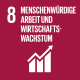 8 MENSCHENWÜRDIGE
ARBEIT UND
WIRTSCHAFTS-
WACHSTUM